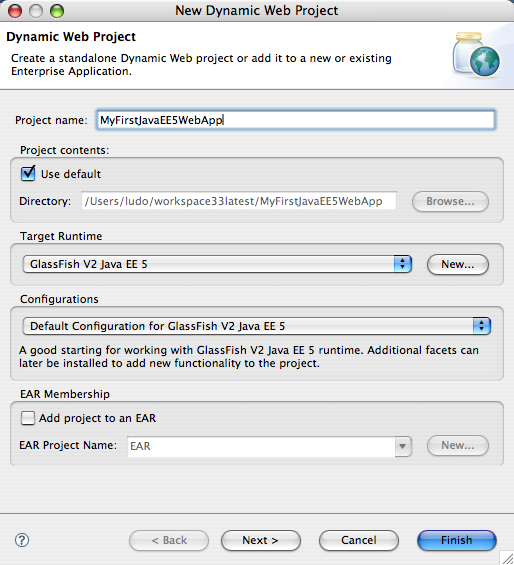 New Dynamic Web Project
Dynamic Web Project
Create a standalone Dynamic Web project or add it to a new or existing
Enterprise Application.
Project name: MyFirstJavaEE5WebApp
Project contents:
Use default
Directory: /Users/ludo/workspace33latest/MyFirstJavaEE5WebApp Browse...
Target Runtime
GlassFish V2 Java EE 5 New...
Configurations
Default Configuration for GlassFish V2 Java EE 5
A good starting for working with GlassFish V2 Java EE 5 runtime. Additional facets can
later be installed to add new functionality to the project.
EAR Membership
Add project to an EAR
EAR Project Name: EAR New...
? < Back Next > Cancel Finish